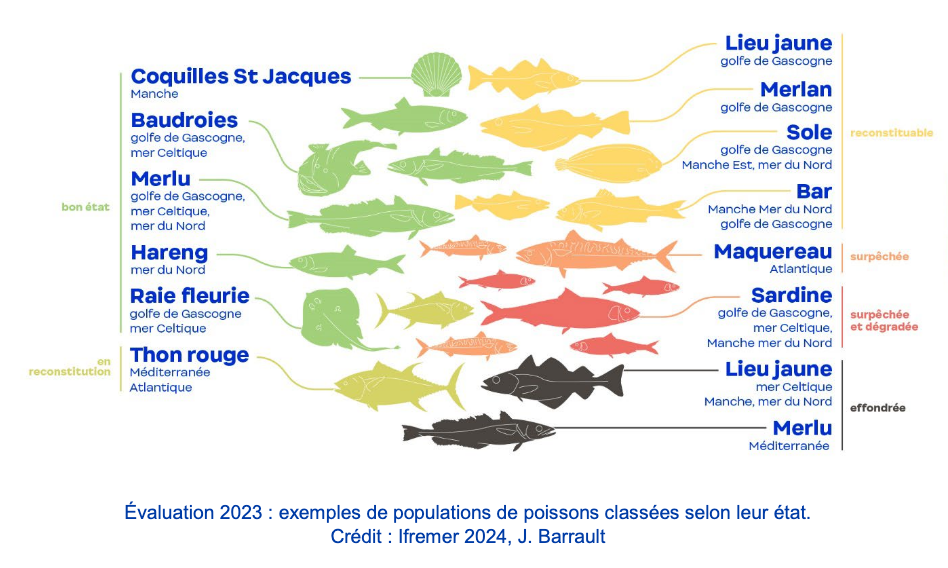 bon état
Coquilles St Jacques
Manche
Baudroies
golfe de Gascogne,
mer Celtique
Merlu
golfe de Gascogne,
mer Celtique,
mer du Nord
Hareng
mer du Nord
Raie fleurie
golfe de Gascogne
mer Celtique
en
reconstitution
Thon rouge
Méditerranée
Atlantique
Lieu jaune
golfe de Gascogne
Merlan
golfe de Gascogne
Sole
golfe de Gascogne
Manche Est, mer du Nord
Bar
Manche Mer du Nord
golfe de Gascogne
reconstituable
Maquereau
Atlantique
surpêchée
Sardine
golfe de Gascogne,
mer Celtique,
Manche mer du Nord
surpêchée
et dégradée
Lieu jaune
mer Celtique
Manche, mer du Nord
Merlu
Méditerranée
effondrée
Évaluation 2023 : exemples de populations de poissons classées selon leur état.
Crédit : Ifremer 2024, J. Barrault